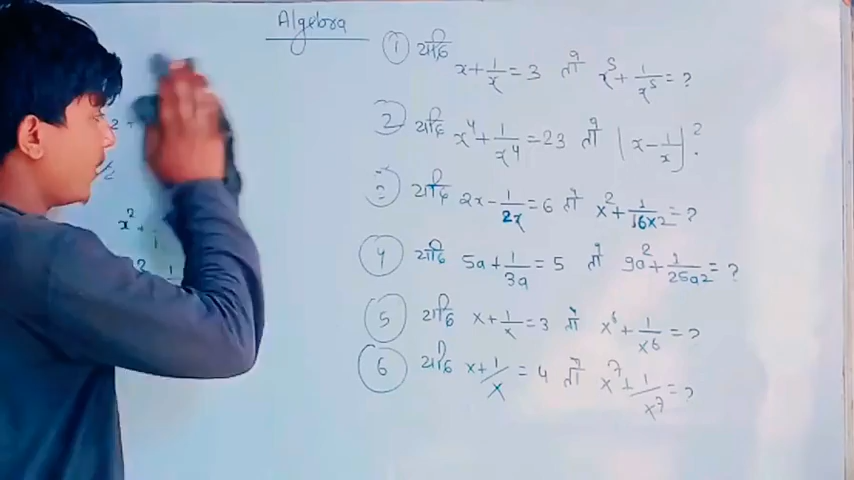 Algebra
① यदि x + 1/x = 3 तो x⁵ + 1/x⁵ = ?
② यदि x⁴ + 1/x⁴ = 23 तो (x - 1/x)² ?
③ यदि 2x - 1/2x = 6 तो x² + 1/16x2 = ?
④ यदि 5a + 1/3a = 5 तो 9a² + 1/25a2 = ?
⑤ यदि x + 1/x = 3 तो x⁶ + 1/x⁶ = ?
⑥ यदि x + 1/x = 4 तो x⁷ + 1/x⁷ = ?